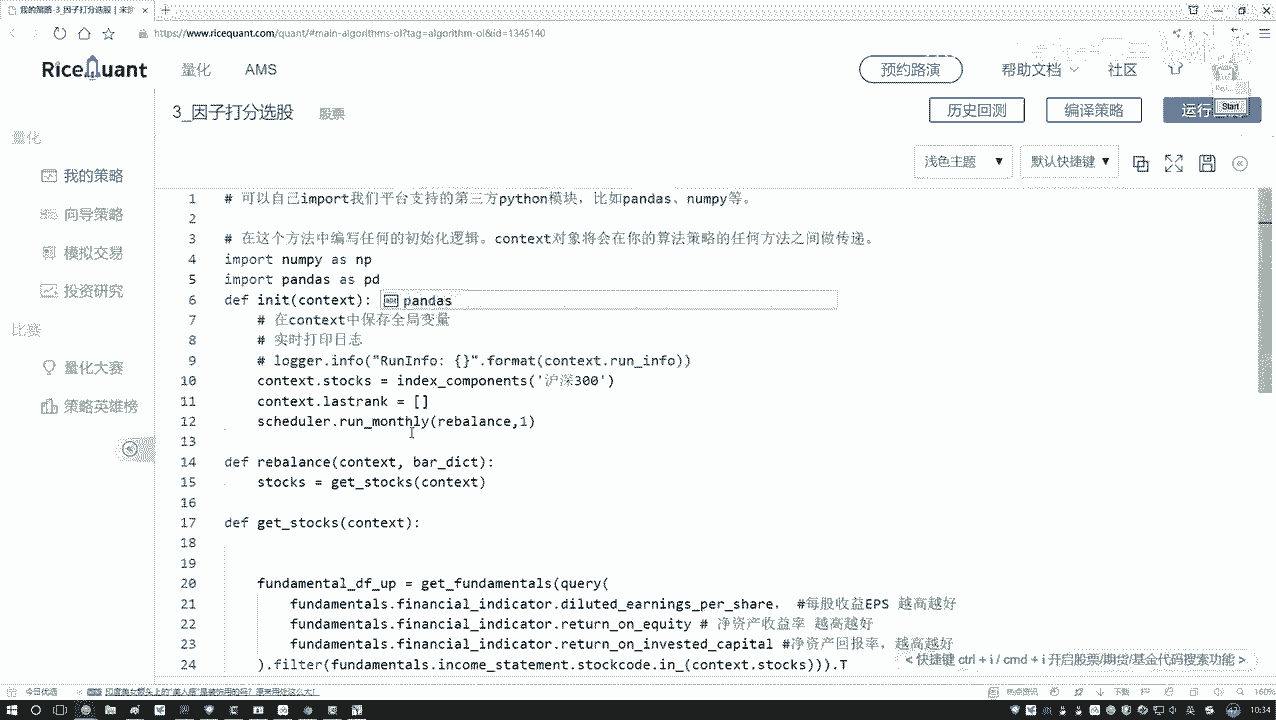 我的策略-3_因子打分选股
https://www.ricequant.com/quant/#main-algorithms-ol?tag=algorithm-ol&id=1345140
RiceQuant 量化 AMS 预约路演 帮助文档 社区
3_因子打分选股 股票 历史回测 编译策略 运行
Start
量化
浅色主题 默认快捷键
我的策略
向导策略
模拟交易
投资研究
比赛
量化大赛
策略英雄榜
1 # 可以自己import我们平台支持的第三方python模块，比如pandas、numpy等。
2
3 # 在这个方法中编写任何的初始化逻辑。context对象将会在你的算法策略的任何方法之间做传递。
4 import numpy as np
5 import pandas as pd
6 def init(context): pandas
7 # 在context中保存全局变量
8 # 实时打印日志
9 # logger.info("RunInfo: {}".format(context.run_info))
10 context.stocks = index_components('沪深300')
11 context.lastrank = []
12 scheduler.run_monthly(rebalance,1)
13
14 def rebalance(context, bar_dict):
15 stocks = get_stocks(context)
16
17 def get_stocks(context):
18
19
20 fundamental_df_up = get_fundamentals(query(
21 fundamentals.financial_indicator.diluted_earnings_per_share, #每股收益EPS 越高越好
22 fundamentals.financial_indicator.return_on_equity # 净资产收益率 越高越好
23 fundamentals.financial_indicator.return_on_invested_capital #净资产回报率，越高越好
24 ).filter(fundamentals.income_statement.stockcode.in_(context.stocks))).T
< 快捷键 ctrl + i / cmd + i 开启股票/期货/基金代码搜索功能 >
今日优选 下载 160%
英 10:34